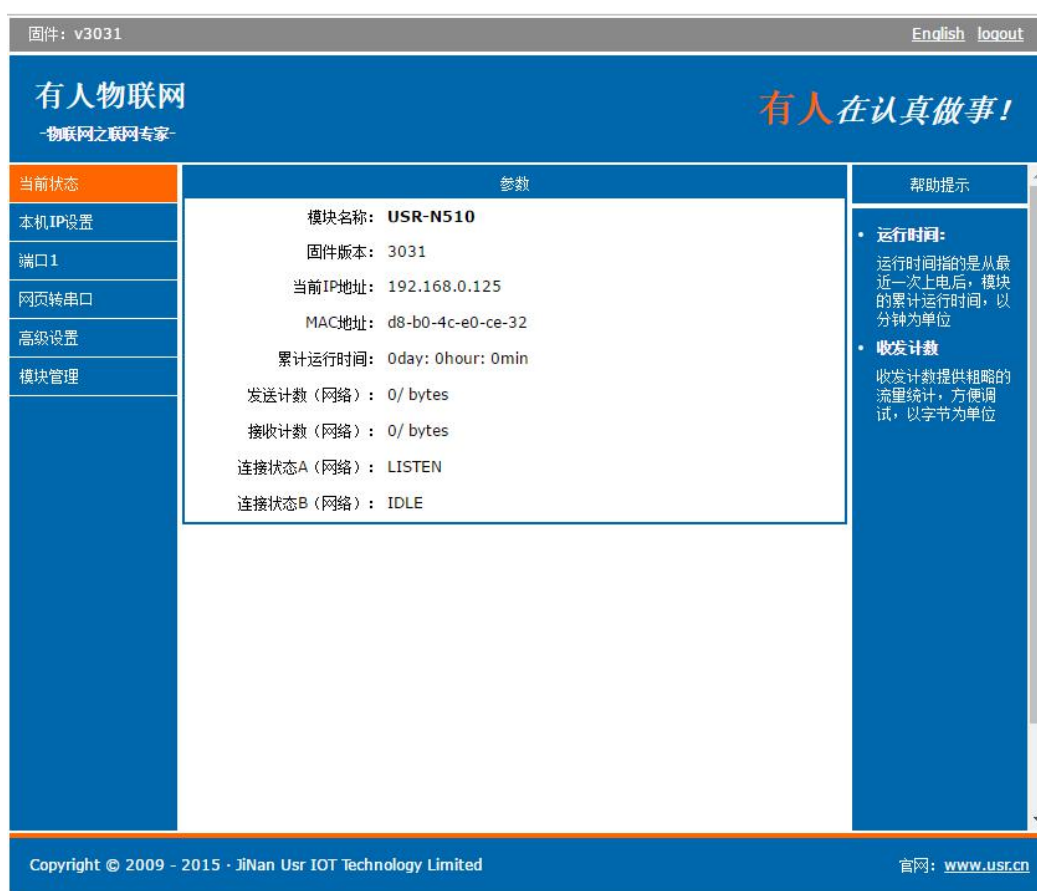 固件：v3031
English logout
有人物联网
-物联网之联网专家-
有人在认真做事！
当前状态
本机IP设置
端口1
网页转串口
高级设置
模块管理
参数
模块名称： USR-N510
固件版本： 3031
当前IP地址： 192.168.0.125
MAC地址： d8-b0-4c-e0-ce-32
累计运行时间： 0day: 0hour: 0min
发送计数（网络）： 0/ bytes
接收计数（网络）： 0/ bytes
连接状态A（网络）： LISTEN
连接状态B（网络）： IDLE
帮助提示
• 运行时间：
运行时间指的是从最
近一次上电后，模块
的累计运行时间，以
分钟为单位
• 收发计数
收发计数提供粗略的
流量统计，方便调
试，以字节为单位
Copyright © 2009 - 2015 · JiNan Usr IOT Technology Limited
官网：www.usr.cn